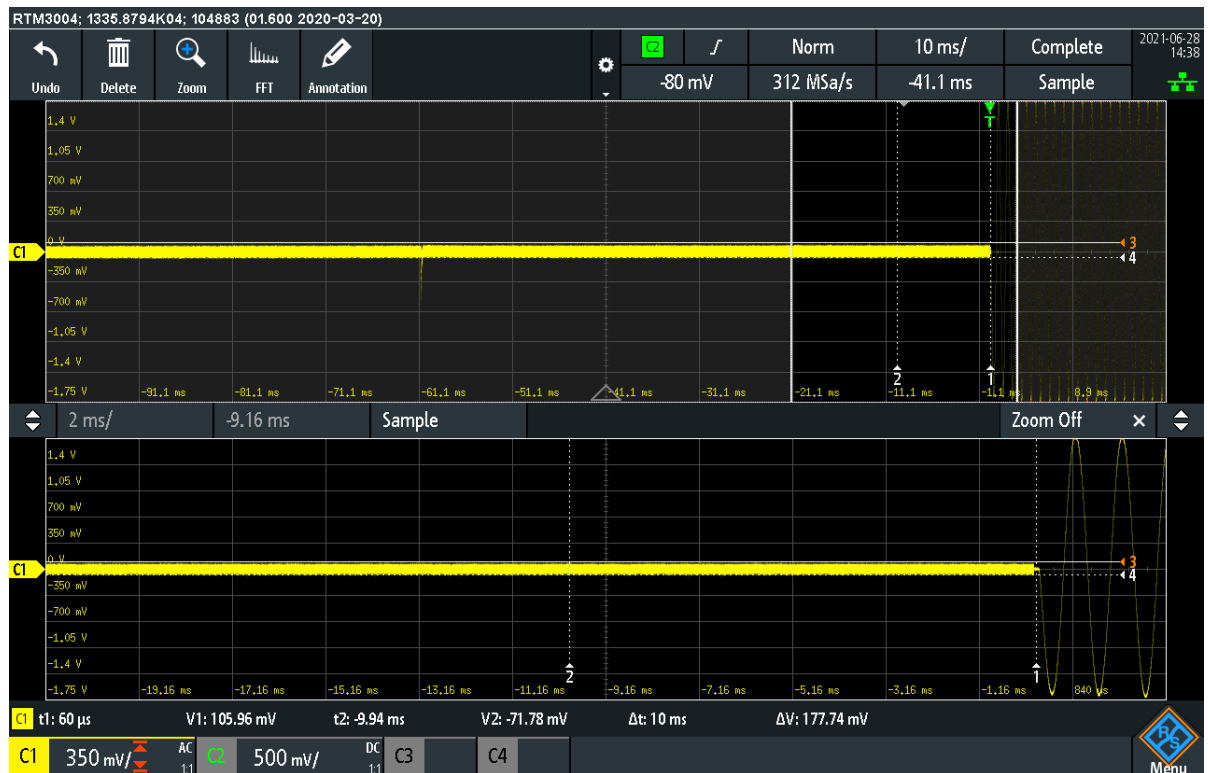 RTM3004; 1335.8794K04; 104883 (01.600 2020-03-20)
Undo Delete Zoom FFT Annotation
C2 Norm 10 ms/ Complete
-80 mV 312 MSa/s -41.1 ms Sample
2021-06-28
14:38
1.4 V
1.05 V
700 mV
350 mV
0 V
C1
-350 mV
-700 mV
-1.05 V
-1.4 V
-1.75 V -91.1 ms -81.1 ms -71.1 ms -61.1 ms -51.1 ms -41.1 ms -31.1 ms -21.1 ms -11.1 ms -1.1 ms 8.9 ms
T
3
4
2 1
2 ms/ -9.16 ms Sample Zoom Off ×
1.4 V
1.05 V
700 mV
350 mV
0 V
C1
-350 mV
-700 mV
-1.05 V
-1.4 V
-1.75 V -19.16 ms -17.16 ms -15.16 ms -13.16 ms -11.16 ms -9.16 ms -7.16 ms -5.16 ms -3.16 ms -1.16 ms 840 µs
3
4
2 1
C1 t1: 60 µs V1: 105.96 mV t2: -9.94 ms V2: -71.78 mV Δt: 10 ms ΔV: 177.74 mV
C1 350 mV/ AC 1:1 C2 500 mV/ DC 1:1 C3 C4
R&S
Menu